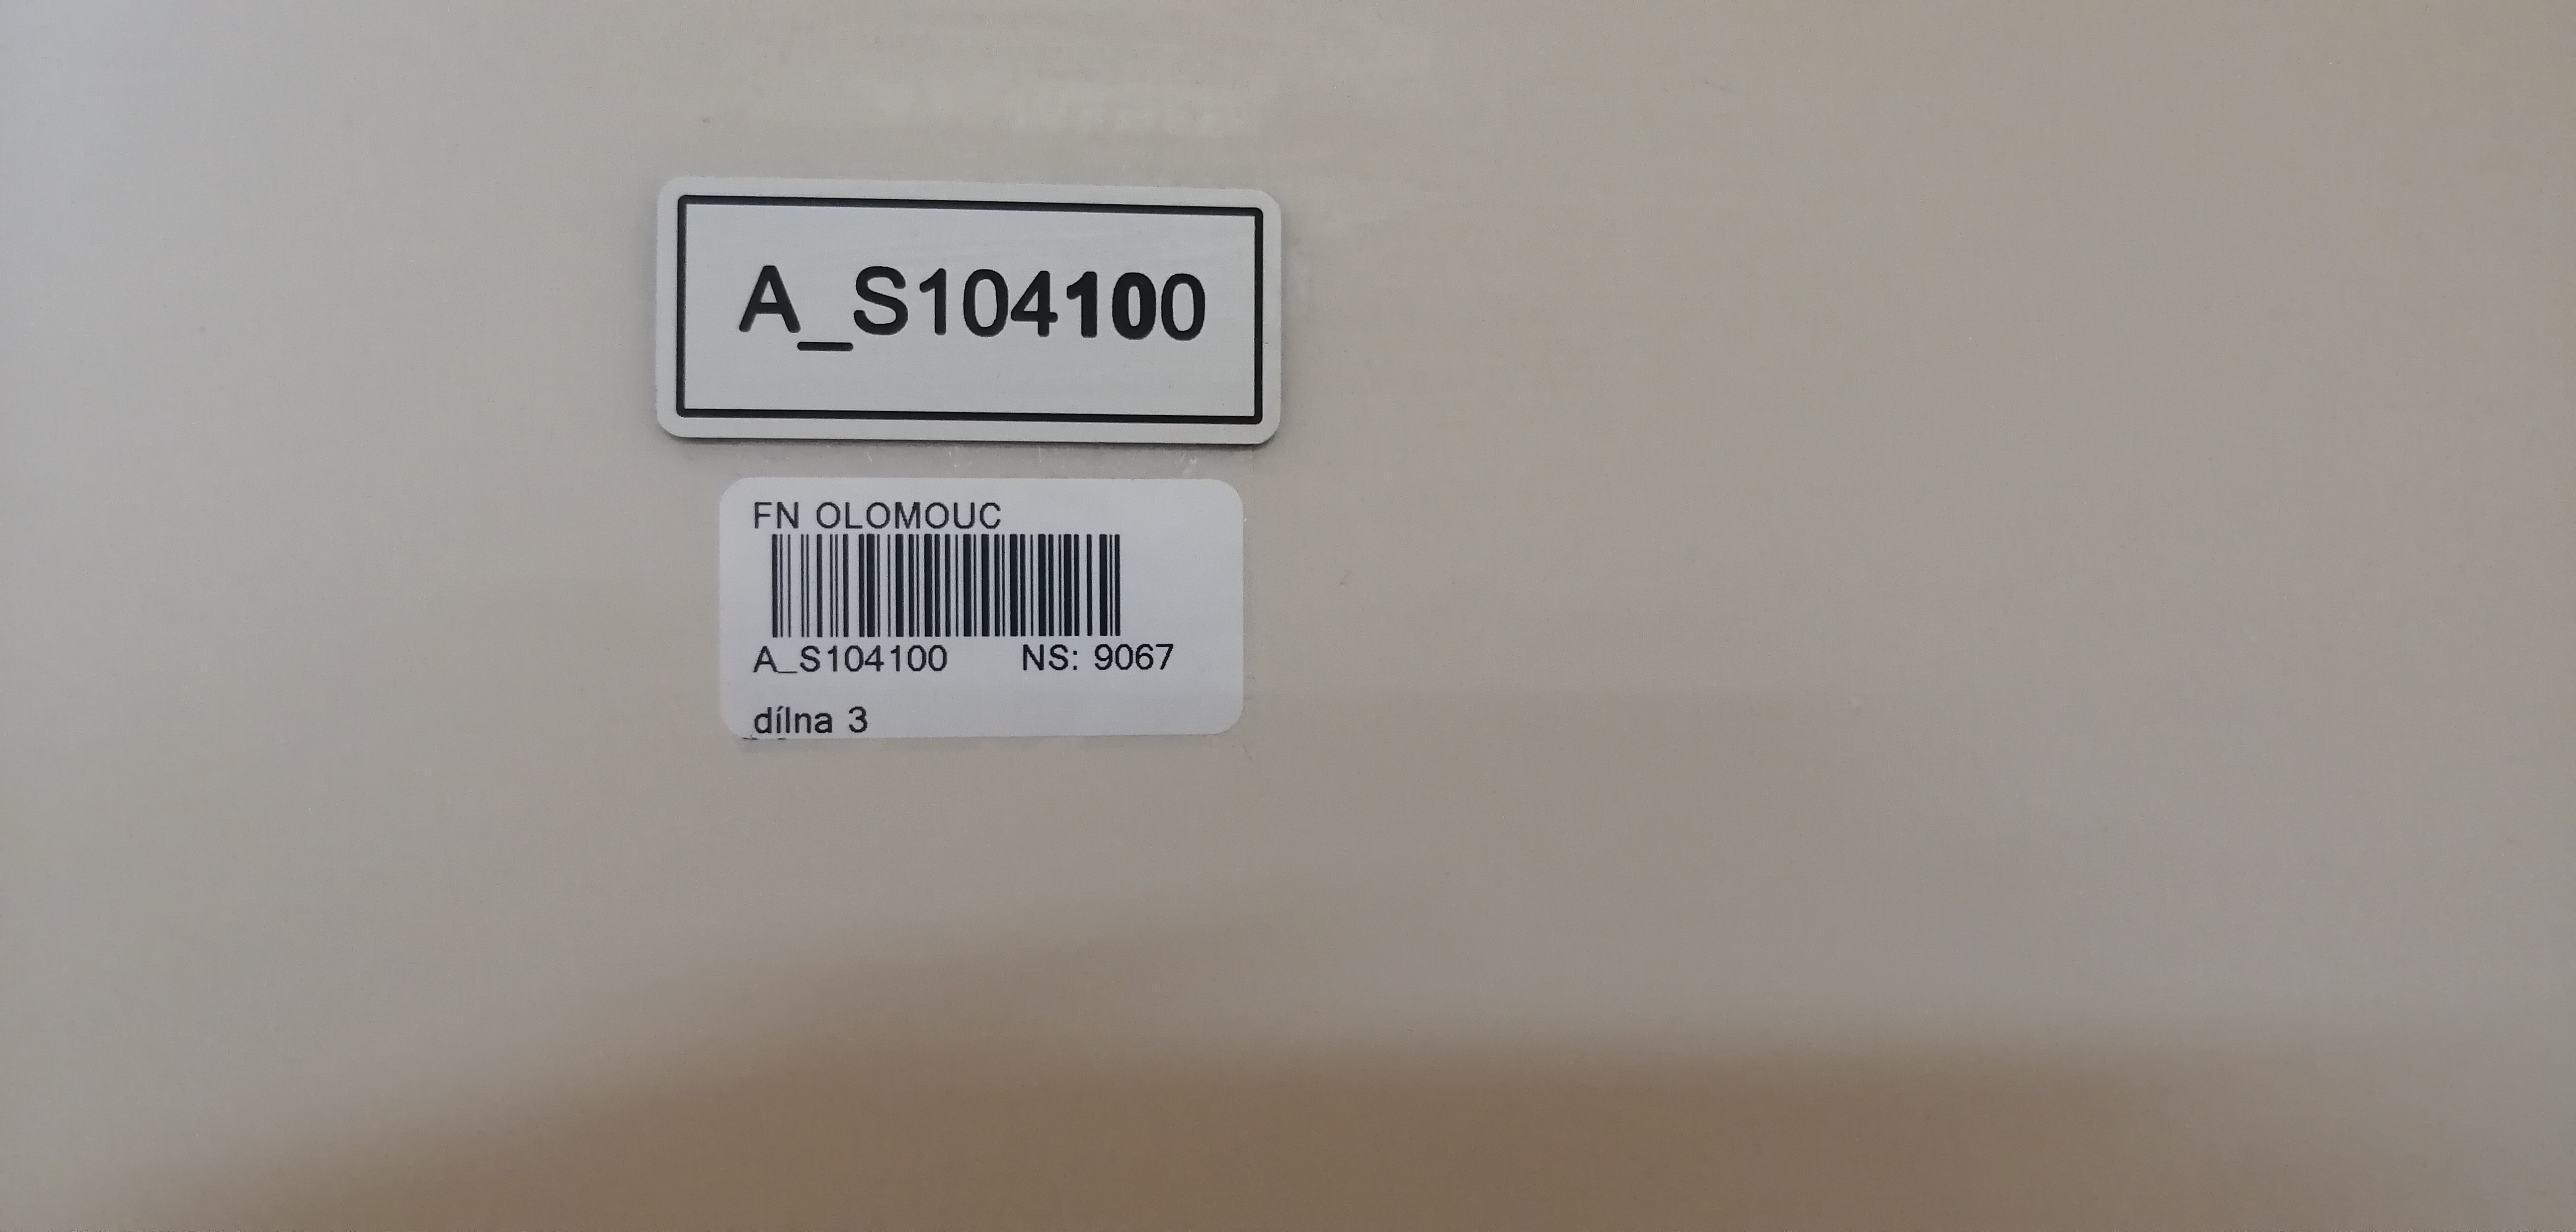 A_S104100
FN OLOMOUC
A_S104100 NS: 9067
dílna 3